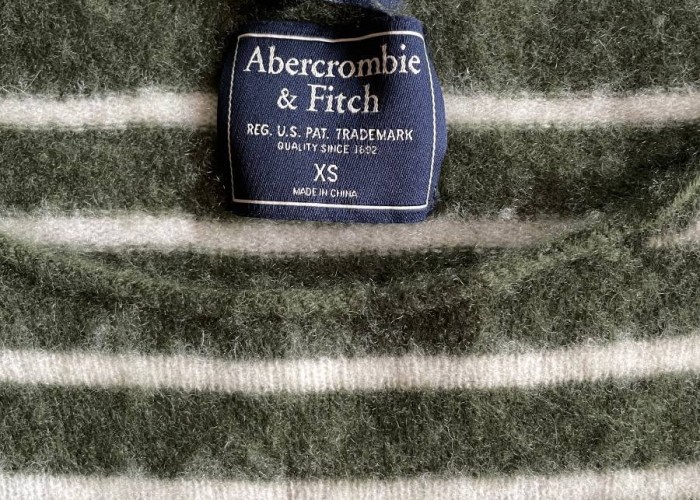 Abercrombie
& Fitch
REG. U.S. PAT. TRADEMARK
QUALITY SINCE 1892
XS
MADE IN CHINA